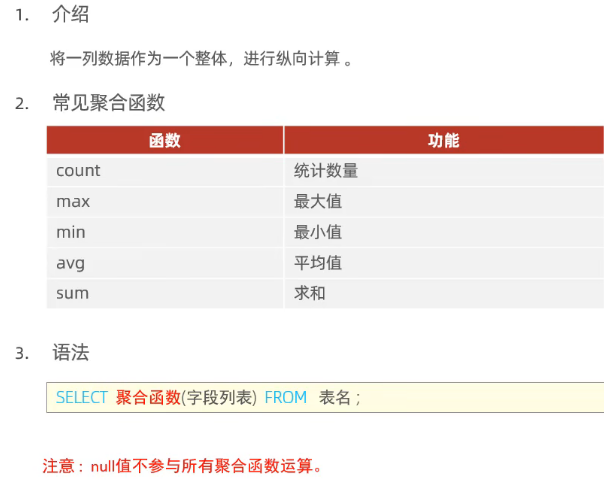 1. 介绍
将一列数据作为一个整体，进行纵向计算 。
2. 常见聚合函数
函数 功能
count 统计数量
max 最大值
min 最小值
avg 平均值
sum 求和
3. 语法
SELECT 聚合函数(字段列表) FROM 表名 ;
注意 : null值不参与所有聚合函数运算。